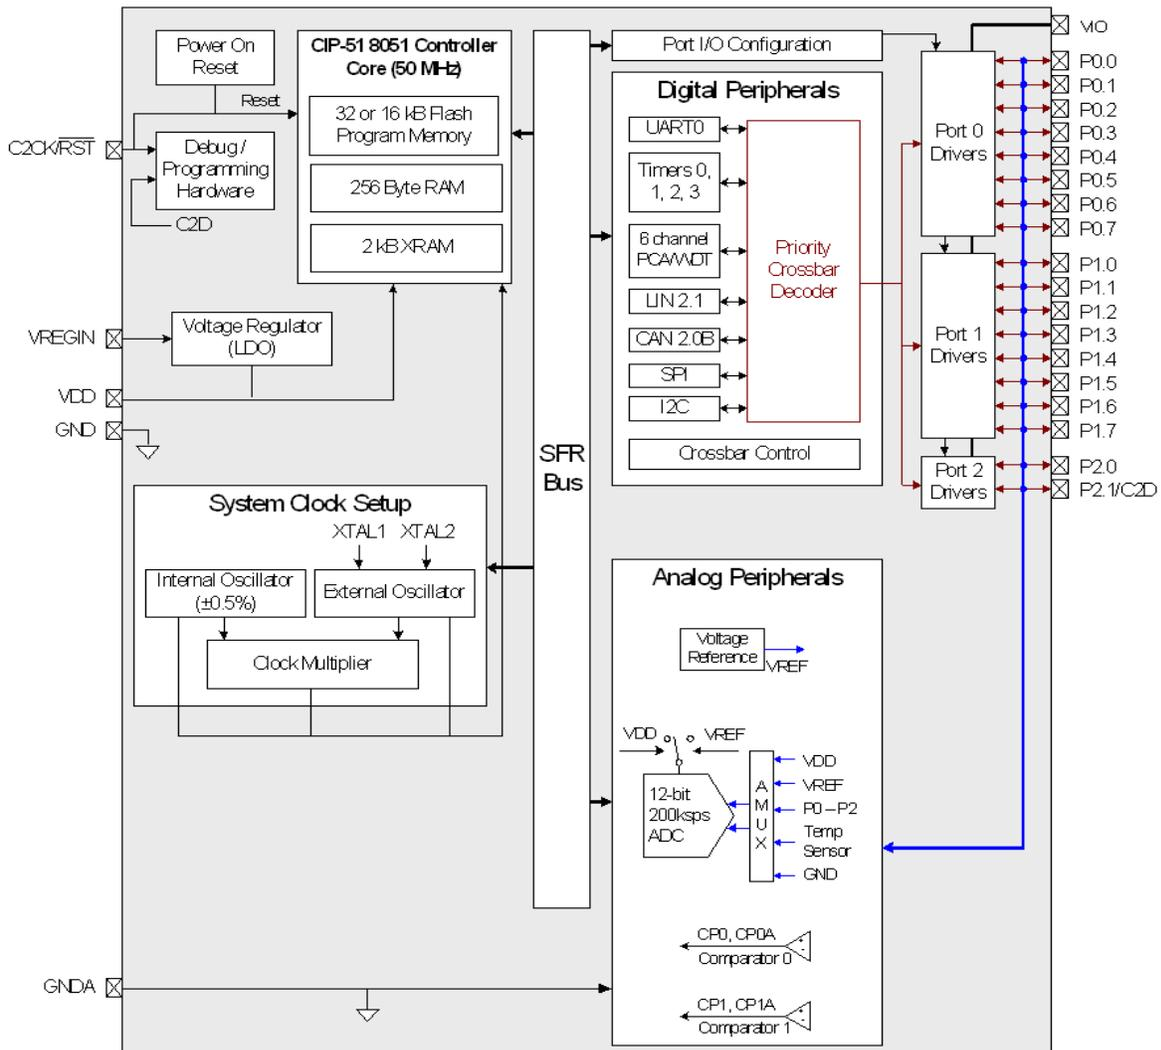 Power On
Reset
CIP-51 8051 Controller
Core (50 MHz)
Port I/O Configuration
VIO
Reset
32 or 16 kB Flash
Program Memory
256 Byte RAM
2 kB XRAM
C2CK/RST
Debug /
Programming
Hardware
C2D
VREGIN
Voltage Regulator
(LDO)
VDD
GND
SFR
Bus
Digital Peripherals
UART0
Timers 0,
1, 2, 3
6 channel
PCA/WDT
LIN 2.1
CAN 2.0B
SPI
I2C
Priority
Crossbar
Decoder
Crossbar Control
Port 0
Drivers
Port 1
Drivers
Port 2
Drivers
P0.0
P0.1
P0.2
P0.3
P0.4
P0.5
P0.6
P0.7
P1.0
P1.1
P1.2
P1.3
P1.4
P1.5
P1.6
P1.7
P2.0
P2.1/C2D
System Clock Setup
XTAL1 XTAL2
Internal Oscillator
(±0.5%)
External Oscillator
Clock Multiplier
Analog Peripherals
Voltage
Reference
VREF
VDD
VREF
12-bit
200ksps
ADC
A
M
U
X
VDD
VREF
P0–P2
Temp
Sensor
GND
CP0, CP0A
Comparator 0
+
-
CP1, CP1A
Comparator 1
+
-
GNDA